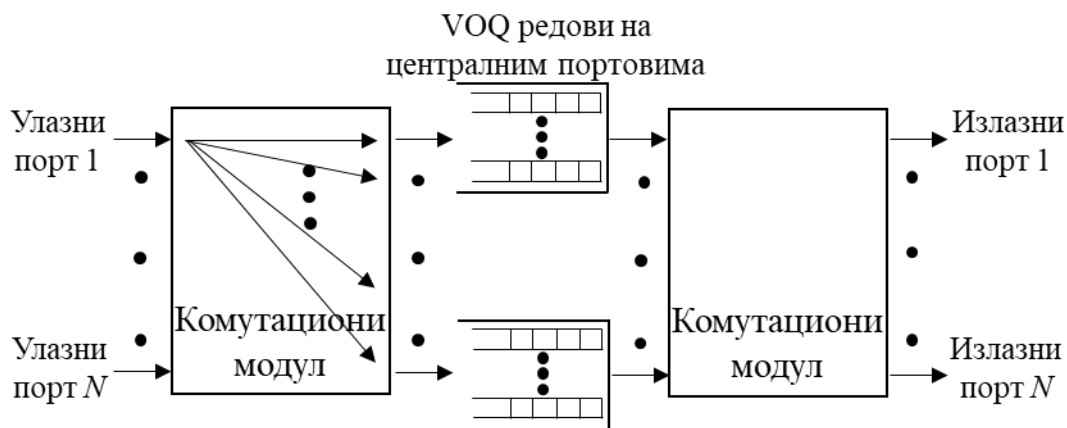 VOQ редови на
централним портовима
Улазни
порт 1
Излазни
порт 1
Комутациони
модул
Комутациони
модул
Улазни
порт N
Излазни
порт N